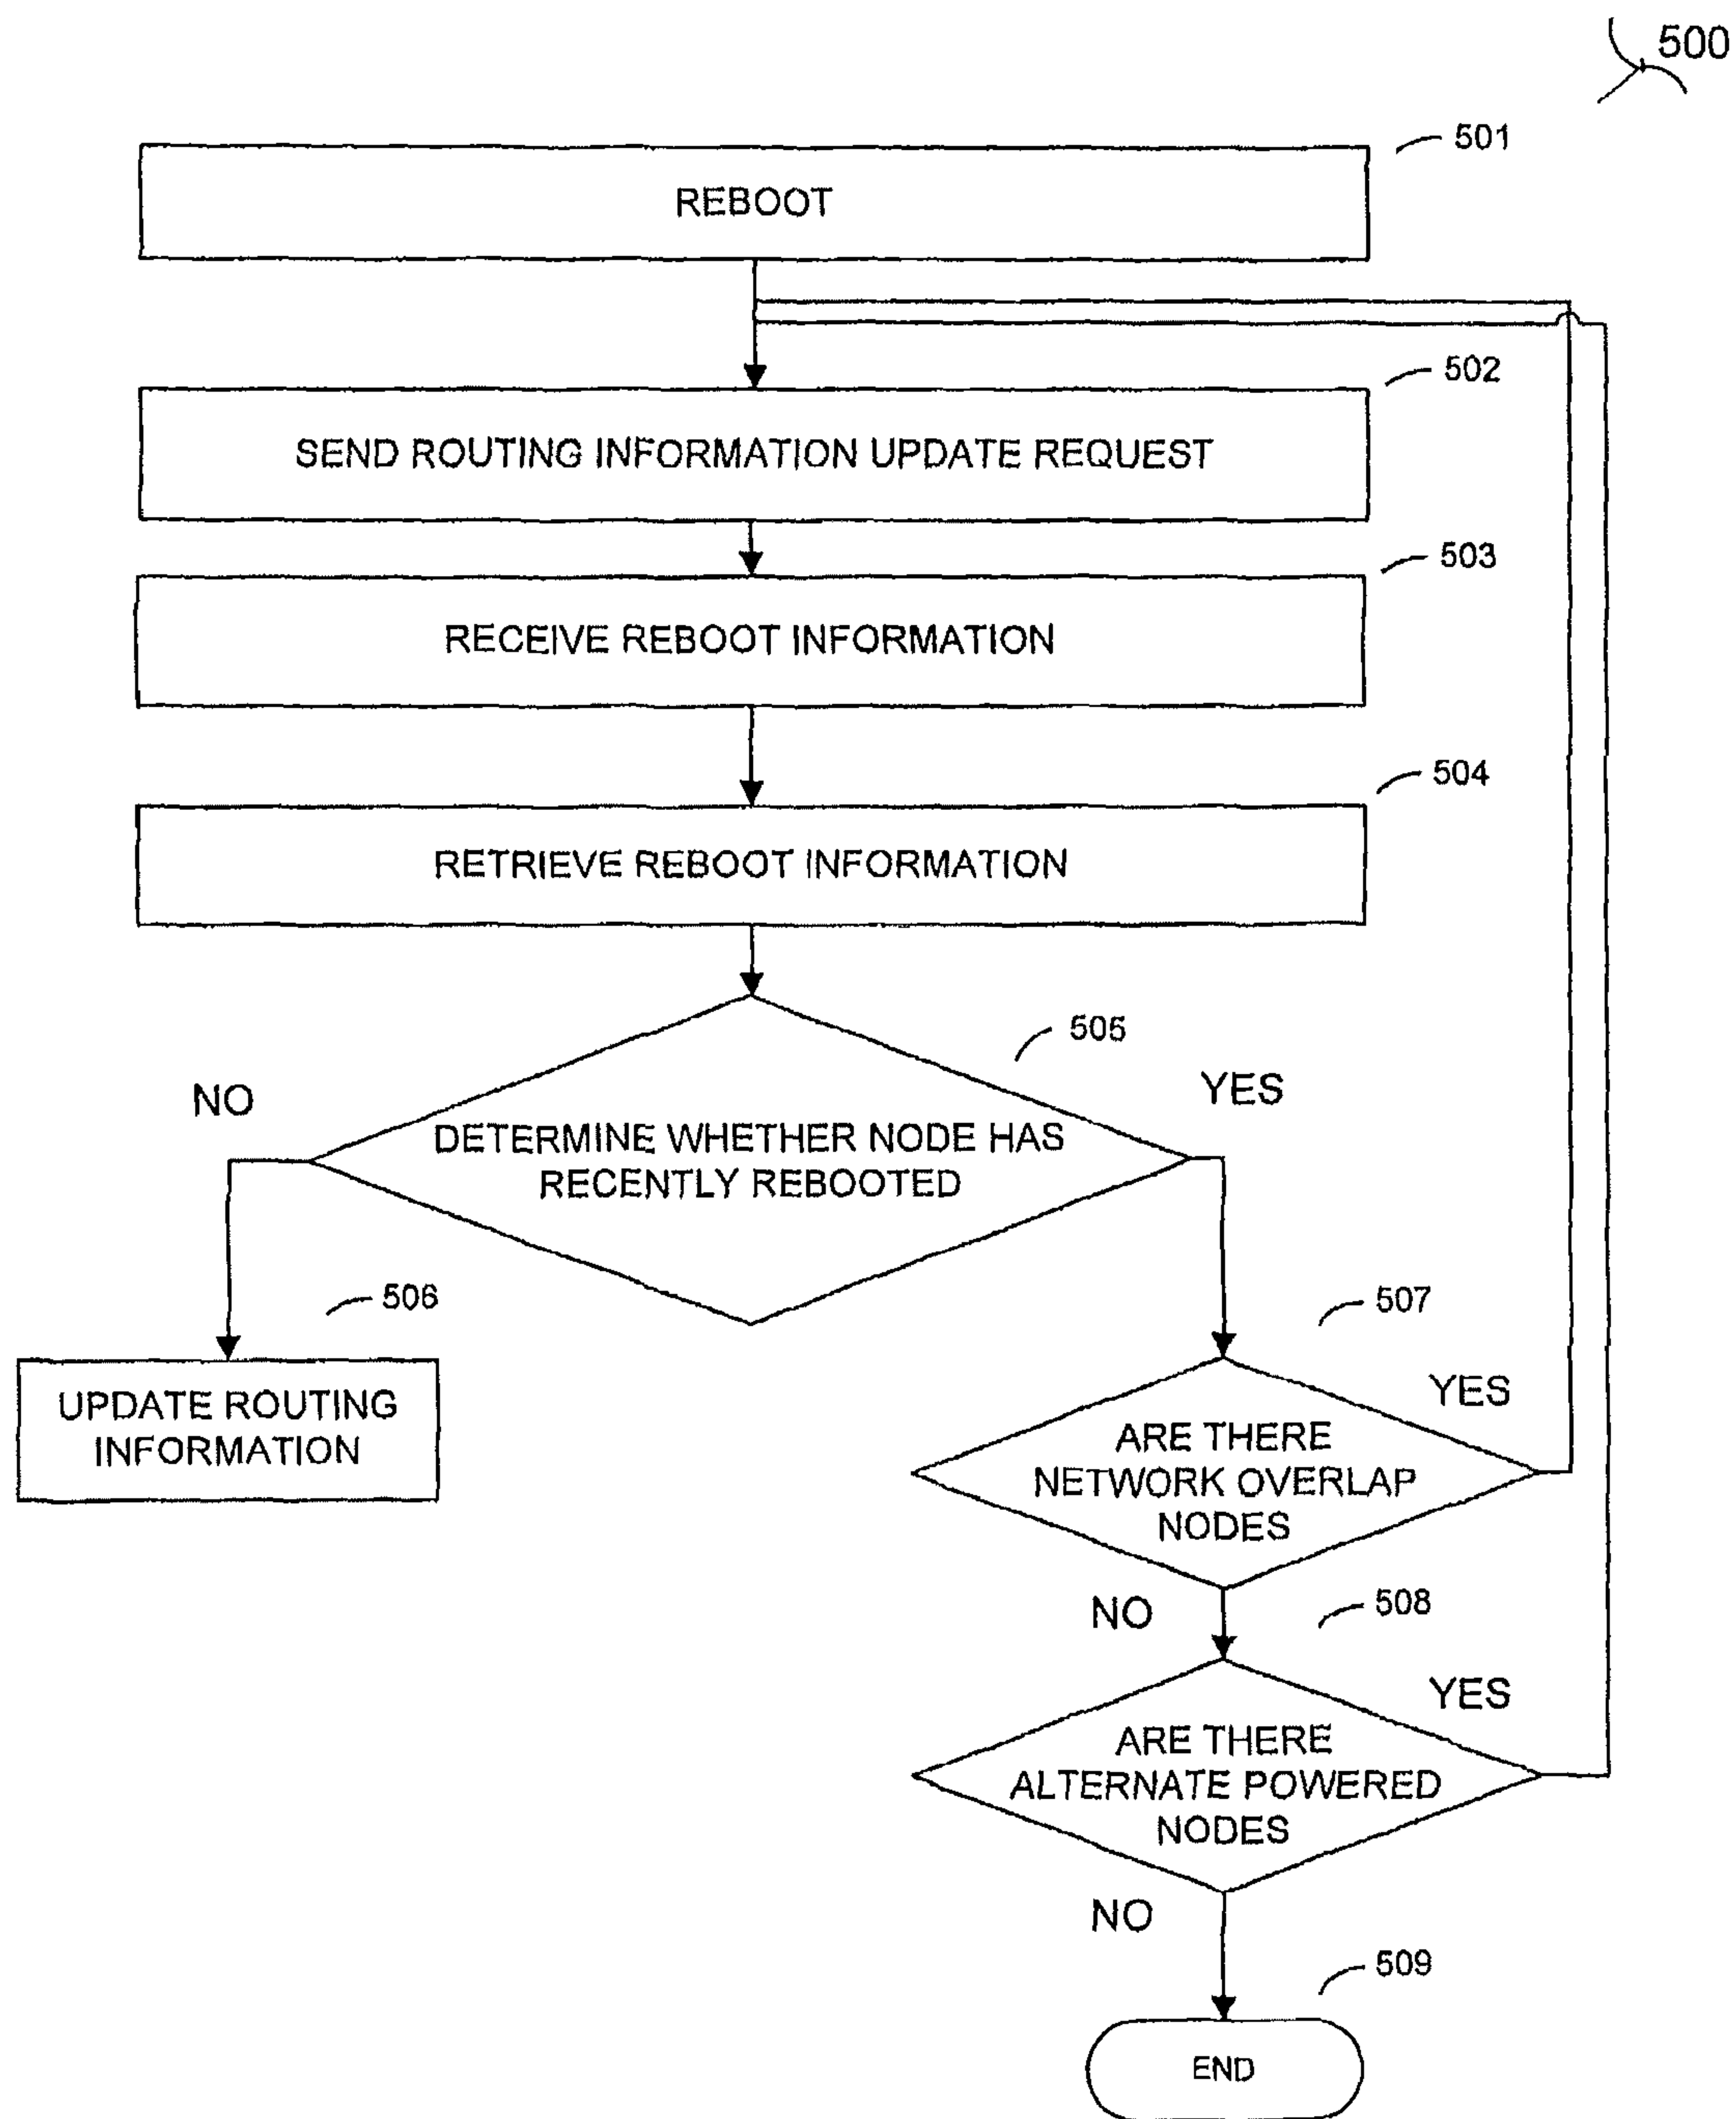 500
501
REBOOT
502
SEND ROUTING INFORMATION UPDATE REQUEST
503
RECEIVE REBOOT INFORMATION
504
RETRIEVE REBOOT INFORMATION
505
NO
YES
DETERMINE WHETHER NODE HAS
RECENTLY REBOOTED
506
UPDATE ROUTING
INFORMATION
507
YES
ARE THERE
NETWORK OVERLAP
NODES
NO
508
YES
ARE THERE
ALTERNATE POWERED
NODES
NO
509
END